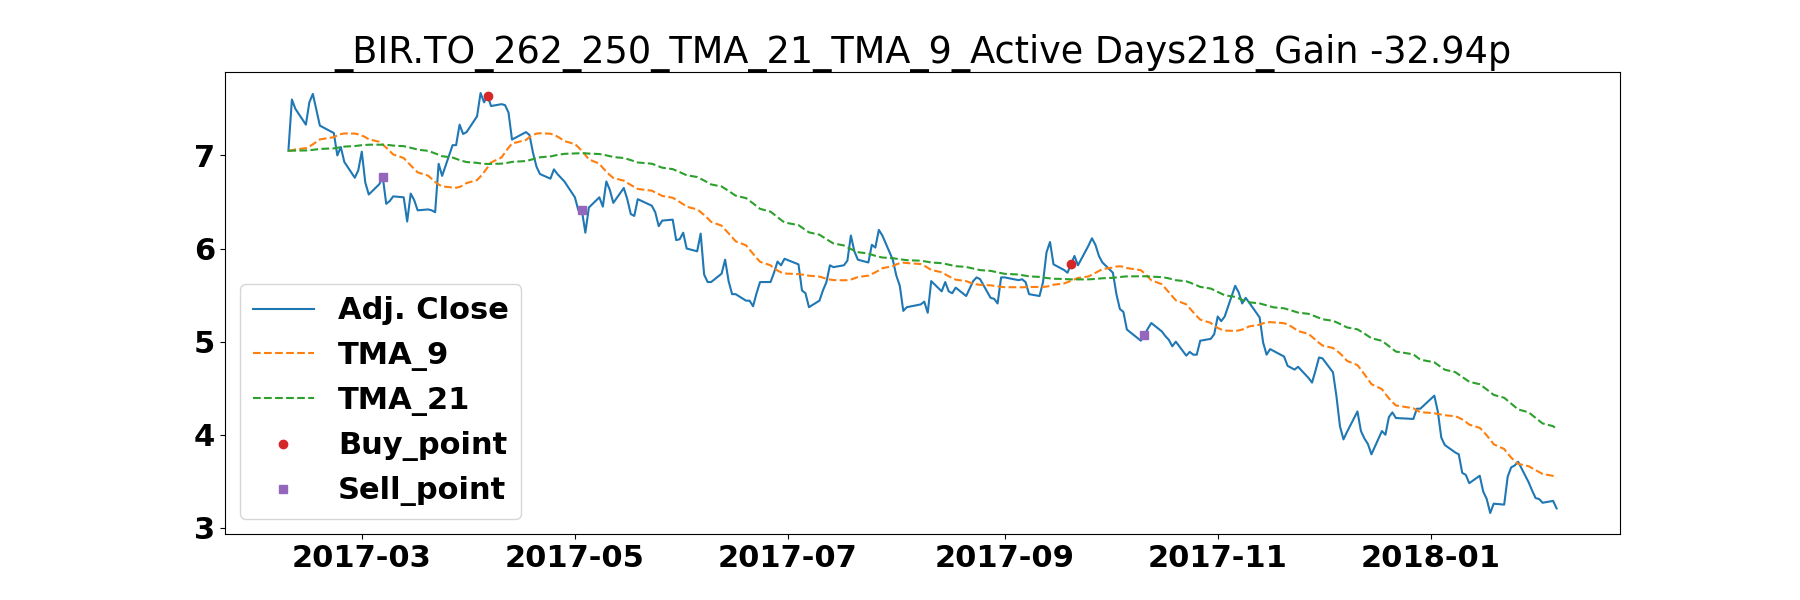 _BIR.TO_262_250_TMA_21_TMA_9_Active Days218_Gain -32.94p
7
6
5
4
3
Adj. Close
TMA_9
TMA_21
Buy_point
Sell_point
2017-03 2017-05 2017-07 2017-09 2017-11 2018-01